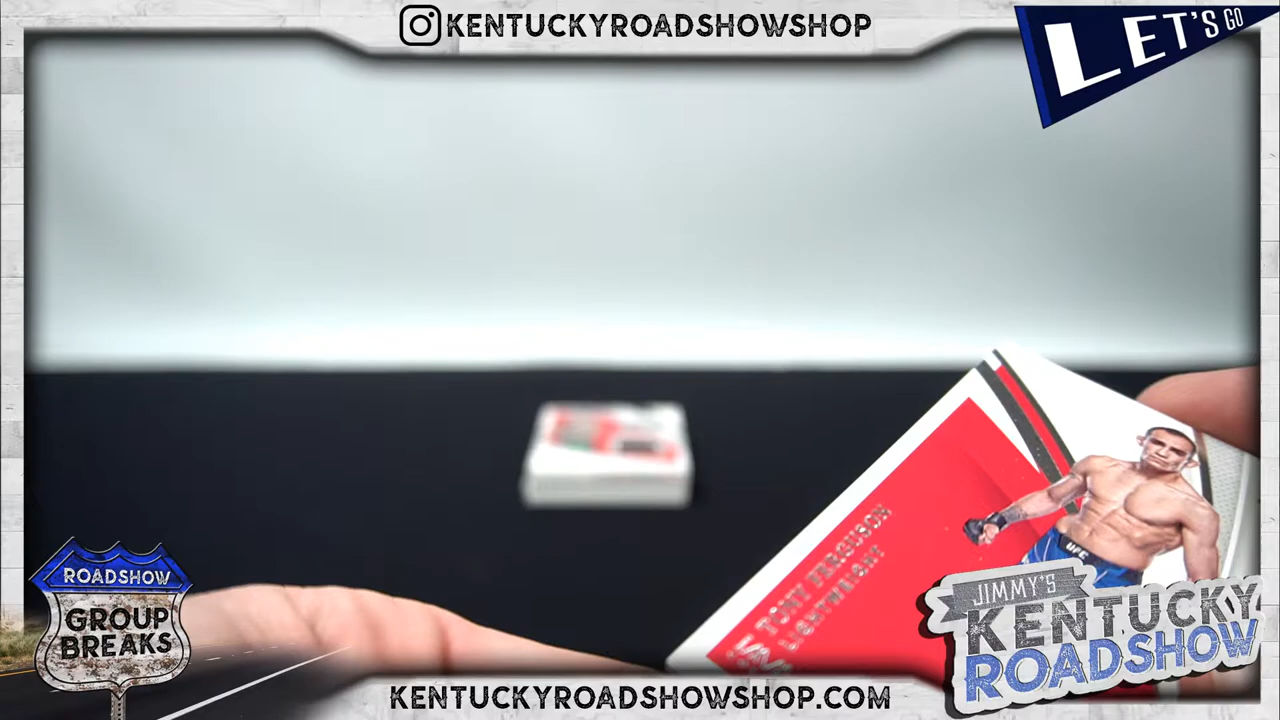 KENTUCKYROADSHOWSHOP
LET'S GO
TONY FERGUSON
LIGHTWEIGHT
UFC
ROADSHOW
GROUP
BREAKS
JIMMY'S
KENTUCKY
ROADSHOW
KENTUCKYROADSHOWSHOP.COM